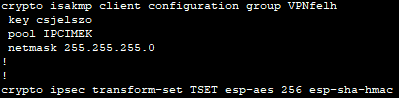 crypto isakmp client configuration group VPNfelh
 key csjelszo
 pool IPCIMEK
 netmask 255.255.255.0
!
!
crypto ipsec transform-set TSET esp-aes 256 esp-sha-hmac